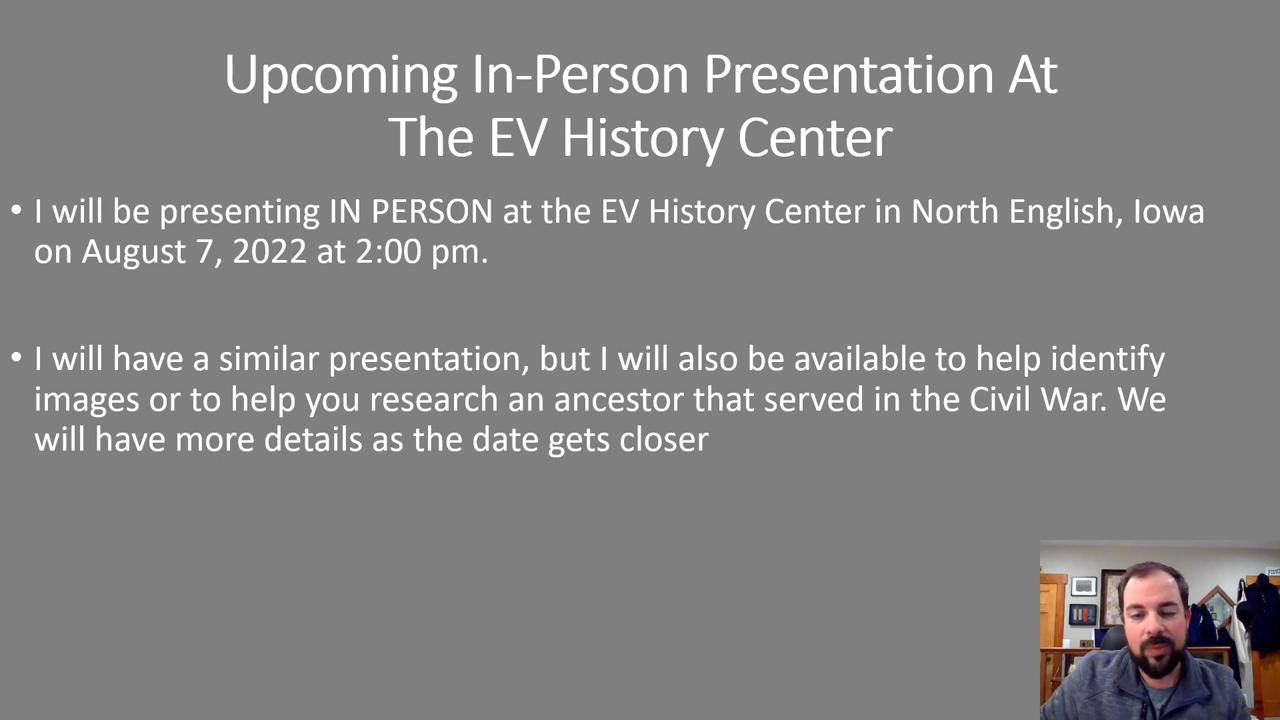 Upcoming In-Person Presentation At
The EV History Center
• I will be presenting IN PERSON at the EV History Center in North English, Iowa
on August 7, 2022 at 2:00 pm.
• I will have a similar presentation, but I will also be available to help identify
images or to help you research an ancestor that served in the Civil War. We
will have more details as the date gets closer